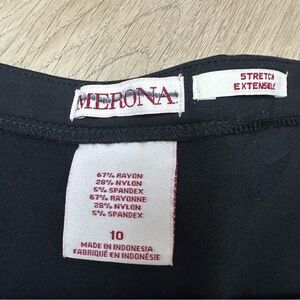 MERONA
STRETCH
EXTENSIBLE
67% RAYON
28% NYLON
5% SPANDEX
67% RAYONNE
28% NYLON
5% SPANDEX
10
MADE IN INDONESIA
FABRIQUÉ EN INDONÉSIE